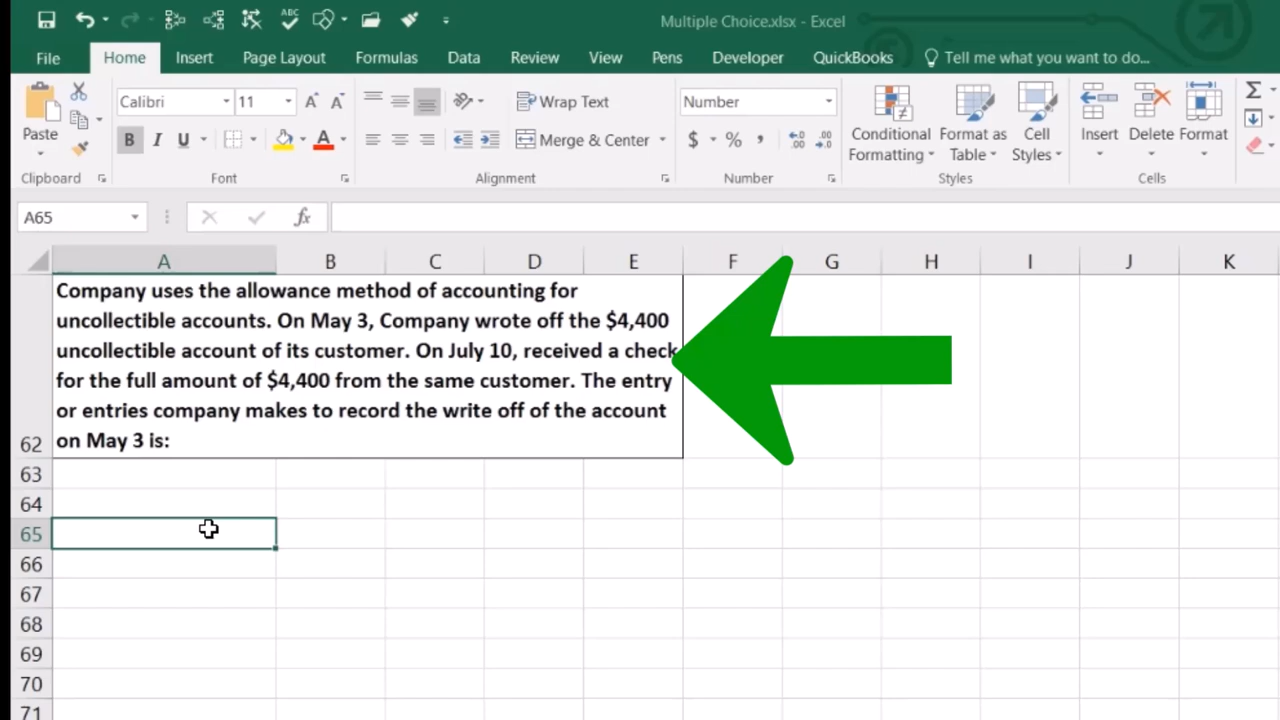 Multiple Choice.xlsx - Excel
File Home Insert Page Layout Formulas Data Review View Pens Developer QuickBooks Tell me what you want to do...
Calibri 11 Wrap Text Number
Paste Merge & Center $ % , Conditional Formatting Format as Table Cell Styles Insert Delete Format
Clipboard Font Alignment Number Styles Cells
A65 fx
A B C D E F G H I J K
Company uses the allowance method of accounting for
uncollectible accounts. On May 3, Company wrote off the $4,400
uncollectible account of its customer. On July 10, received a check
for the full amount of $4,400 from the same customer. The entry
or entries company makes to record the write off of the account
62 on May 3 is:
63
64
65
66
67
68
69
70
71